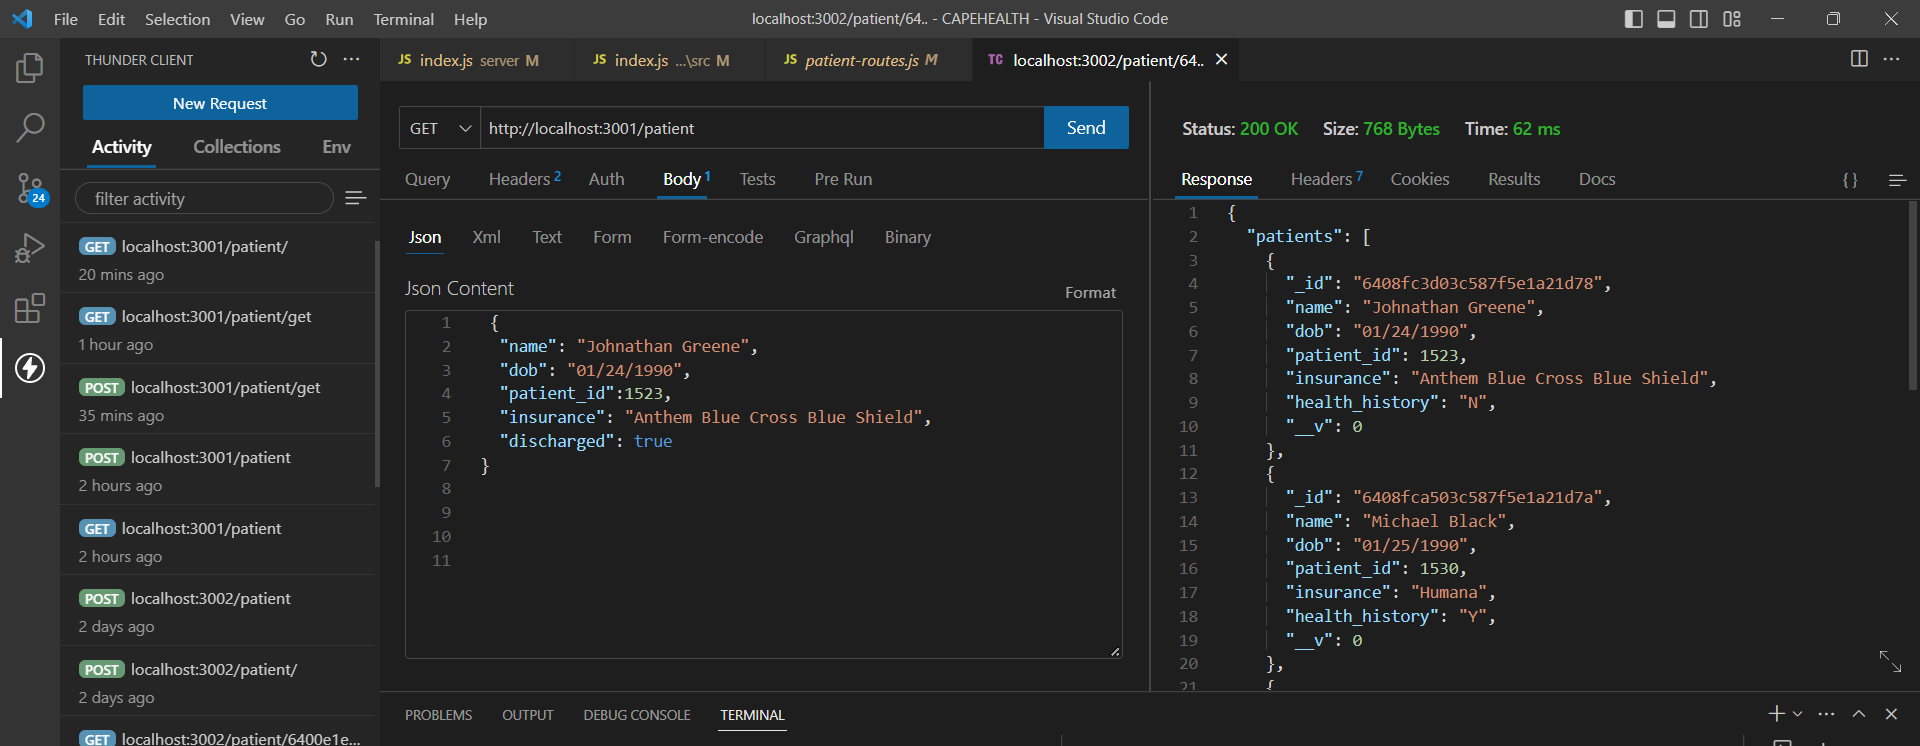 File Edit Selection View Go Run Terminal Help
localhost:3002/patient/64.. - CAPEHEALTH - Visual Studio Code
THUNDER CLIENT
New Request
Activity Collections Env
filter activity
GET localhost:3001/patient/
20 mins ago
GET localhost:3001/patient/get
1 hour ago
POST localhost:3001/patient/get
35 mins ago
POST localhost:3001/patient
2 hours ago
GET localhost:3001/patient
2 hours ago
POST localhost:3002/patient
2 days ago
POST localhost:3002/patient/
2 days ago
GET localhost:3002/patient/6400e1e...
24
JS index.js server M
JS index.js ...\src M
JS patient-routes.js M
TC localhost:3002/patient/64..
GET http://localhost:3001/patient Send
Query Headers 2 Auth Body 1 Tests Pre Run
Json Xml Text Form Form-encode Graphql Binary
Json Content
Format
1 {
2 "name": "Johnathan Greene",
3 "dob": "01/24/1990",
4 "patient_id":1523,
5 "insurance": "Anthem Blue Cross Blue Shield",
6 "discharged": true
7 }
8
9
10
11
Status: 200 OK Size: 768 Bytes Time: 62 ms
Response Headers 7 Cookies Results Docs { }
1 {
2 "patients": [
3 {
4 "_id": "6408fc3d03c587f5e1a21d78",
5 "name": "Johnathan Greene",
6 "dob": "01/24/1990",
7 "patient_id": 1523,
8 "insurance": "Anthem Blue Cross Blue Shield",
9 "health_history": "N",
10 "__v": 0
11 },
12 {
13 "_id": "6408fca503c587f5e1a21d7a",
14 "name": "Michael Black",
15 "dob": "01/25/1990",
16 "patient_id": 1530,
17 "insurance": "Humana",
18 "health_history": "Y",
19 "__v": 0
20 },
21 {
PROBLEMS OUTPUT DEBUG CONSOLE TERMINAL